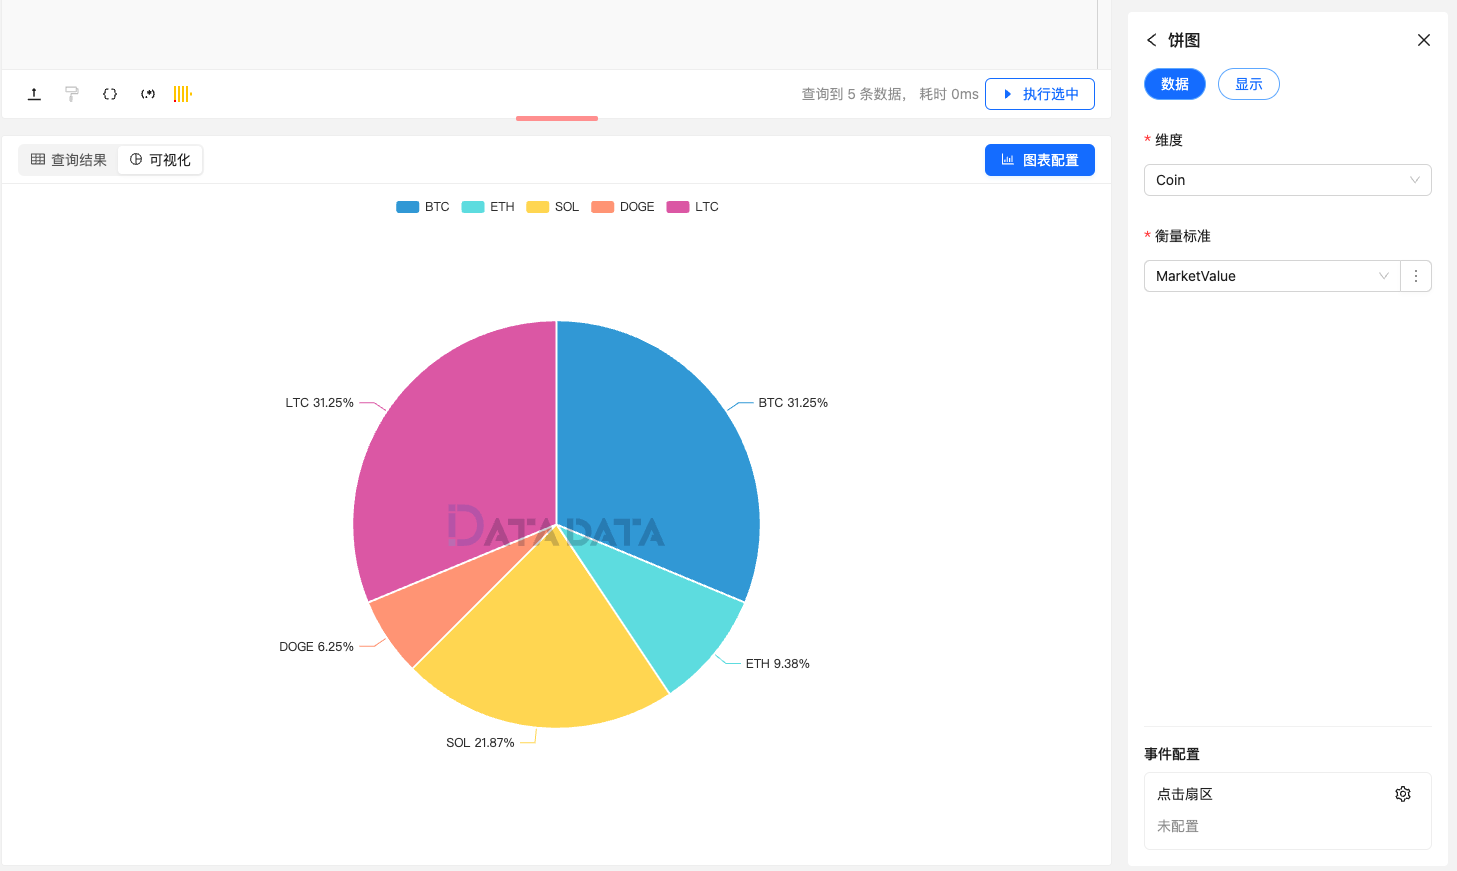 查询到 5 条数据， 耗时 0ms
执行选中
查询结果
可视化
图表配置
BTC ETH SOL DOGE LTC
LTC 31.25%
BTC 31.25%
DATADATA
DOGE 6.25%
ETH 9.38%
SOL 21.87%
饼图
数据
显示
* 维度
Coin
* 衡量标准
MarketValue
事件配置
点击扇区
未配置